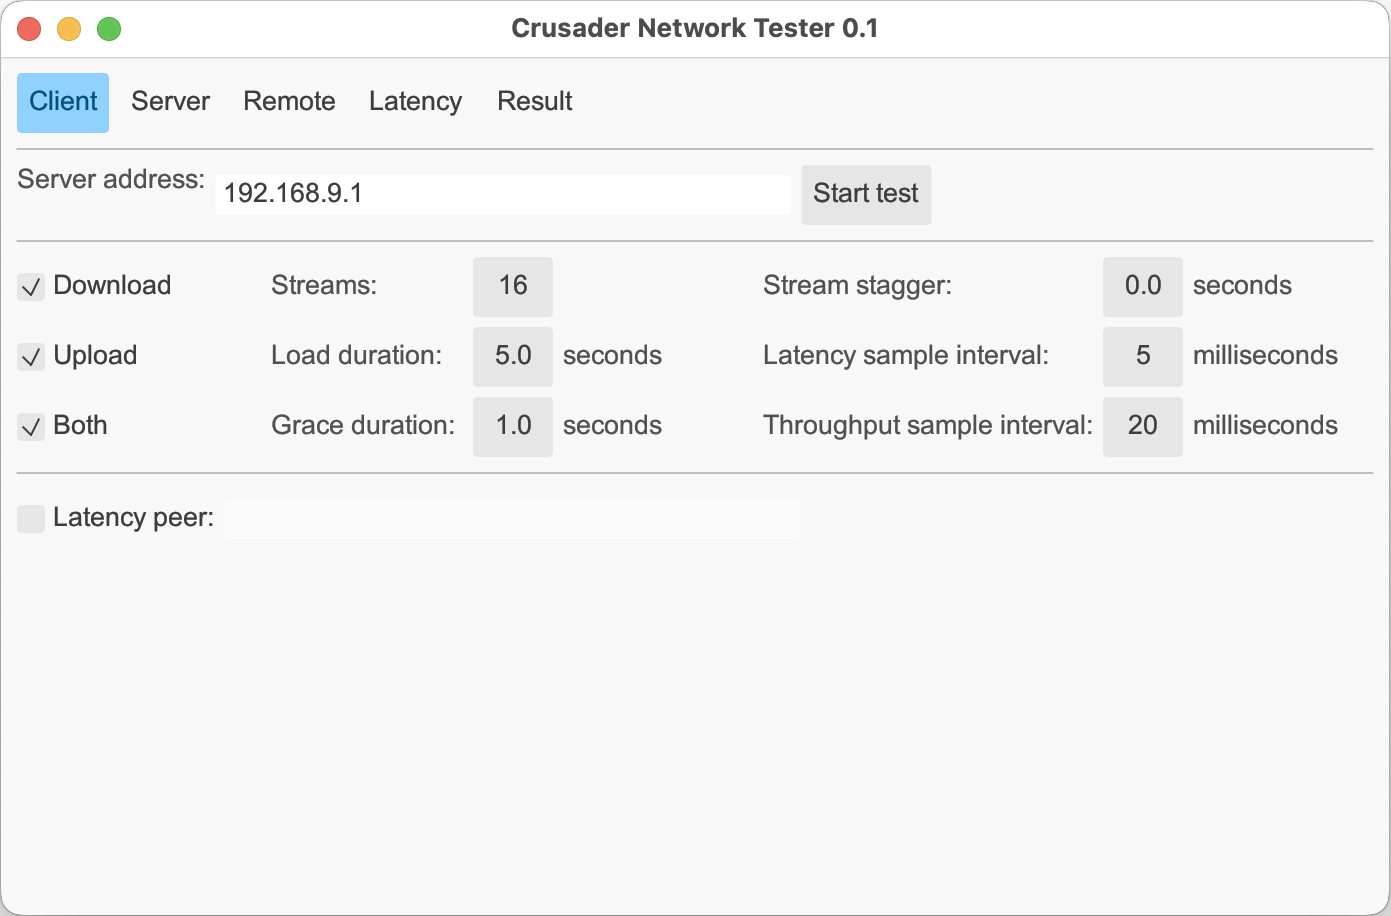 Crusader Network Tester 0.1
Client Server Remote Latency Result
Server address: 192.168.9.1 Start test
Download Streams: 16 Stream stagger: 0.0 seconds
Upload Load duration: 5.0 seconds Latency sample interval: 5 milliseconds
Both Grace duration: 1.0 seconds Throughput sample interval: 20 milliseconds
Latency peer: